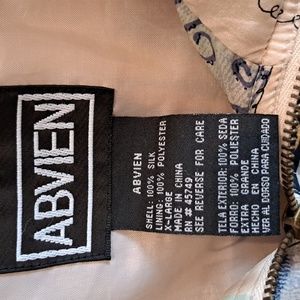 ABVIEN
ABVIEN
SHELL: 100% SILK
LINING: 100% POLYESTER
X-LARGE
MADE IN CHINA
RN # 45749
SEE REVERSE FOR CARE
TELA EXTERIOR: 100% SEDA
FORRO: 100% POLIESTER
EXTRA GRANDE
HECHO EN CHINA
VER AL DORSO PARA CUIDADO